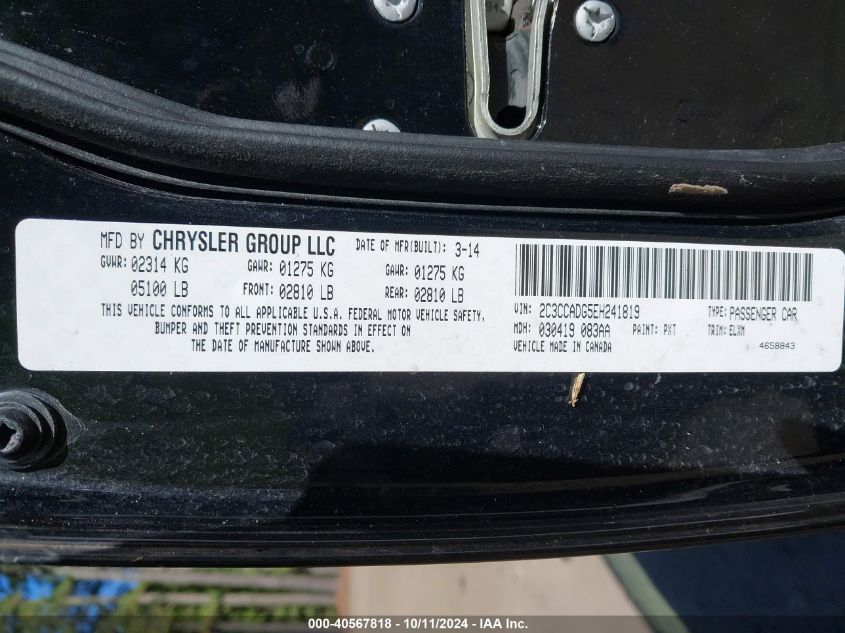 MFD BY CHRYSLER GROUP LLC DATE OF MFR(BUILT): 3-14
GVWR: 02314 KG GAWR: 01275 KG GAWR: 01275 KG
05100 LB FRONT: 02810 LB REAR: 02810 LB
THIS VEHICLE CONFORMS TO ALL APPLICABLE U.S.A. FEDERAL MOTOR VEHICLE SAFETY,
BUMPER AND THEFT PREVENTION STANDARDS IN EFFECT ON
THE DATE OF MANUFACTURE SHOWN ABOVE.
VIN: 2C3CCADG5EH241819 TYPE: PASSENGER CAR
MDH: 030419 083AA PAINT: PXT TRIM: ELXM
VEHICLE MADE IN CANADA 4658843
000-40567818 - 10/11/2024 - IAA Inc.